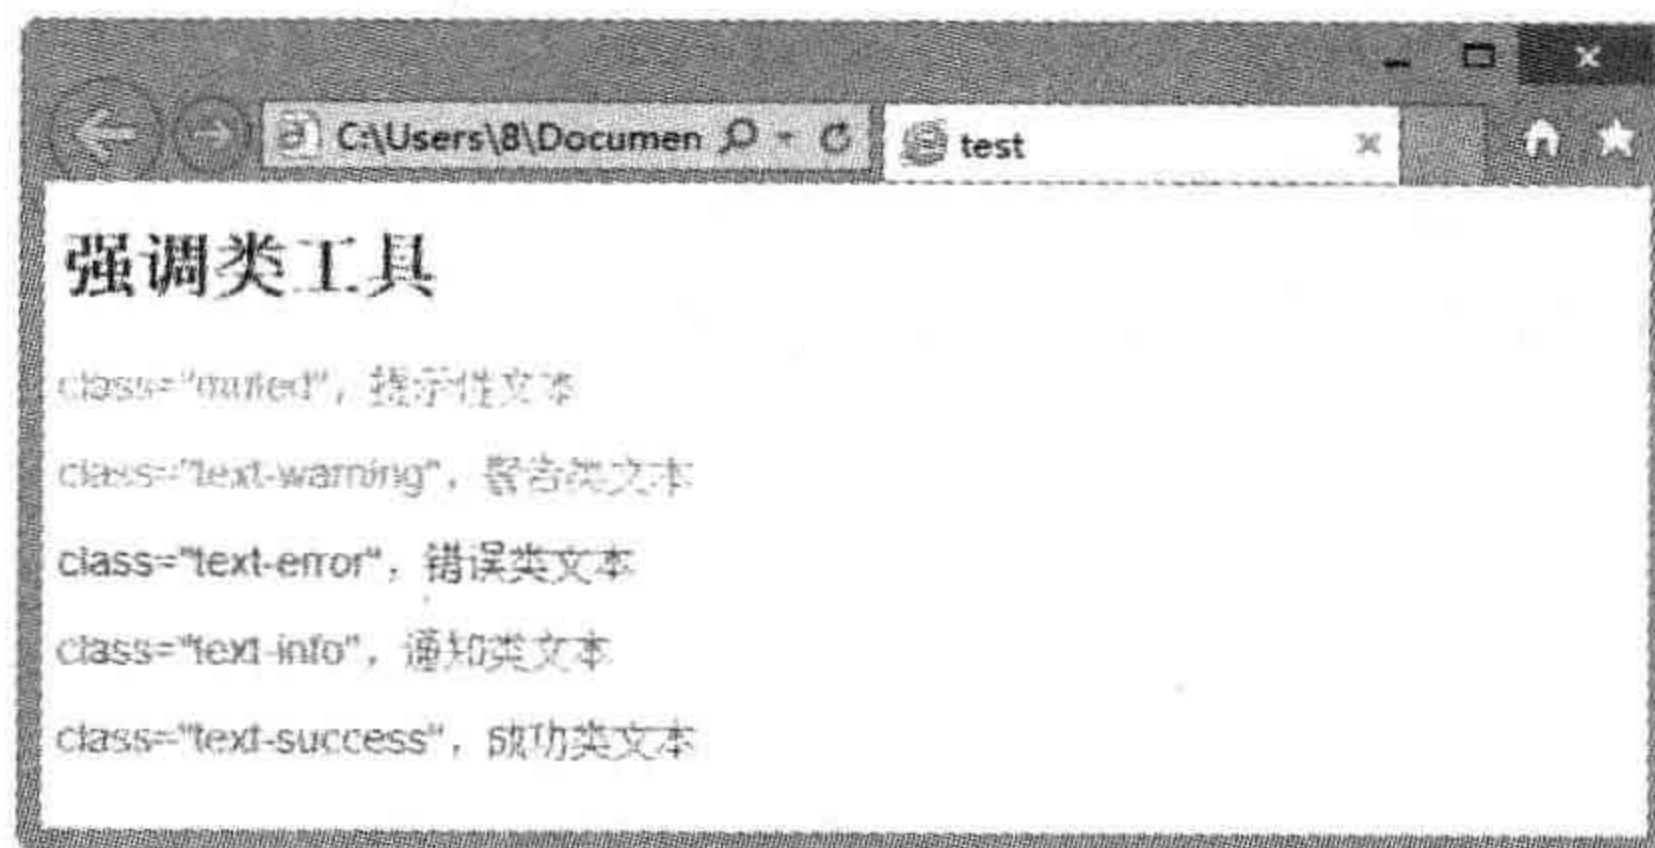 C:\Users\8\Documen
test
强调类工具
class="muted"，提示性文本
class="text-warning"，警告类文本
class="text-error"，错误类文本
class="text-info"，通知类文本
class="text-success"，成功类文本